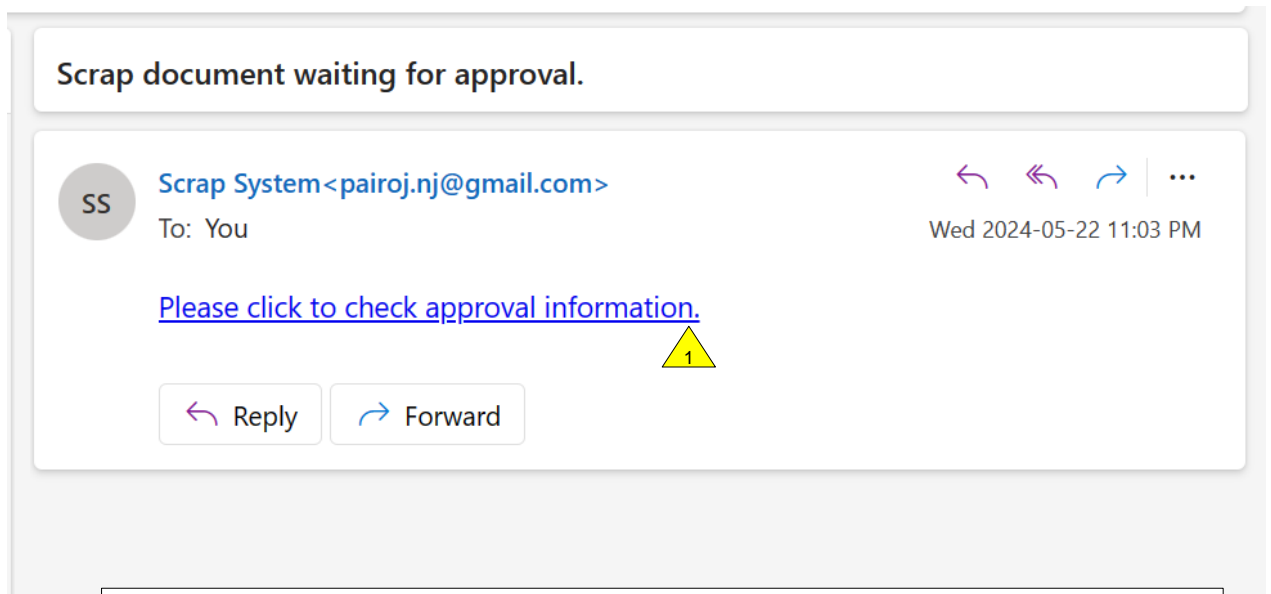 Scrap document waiting for approval.
SS
Scrap System<pairoj.nj@gmail.com>
To: You
Wed 2024-05-22 11:03 PM
Please click to check approval information.
1
Reply
Forward